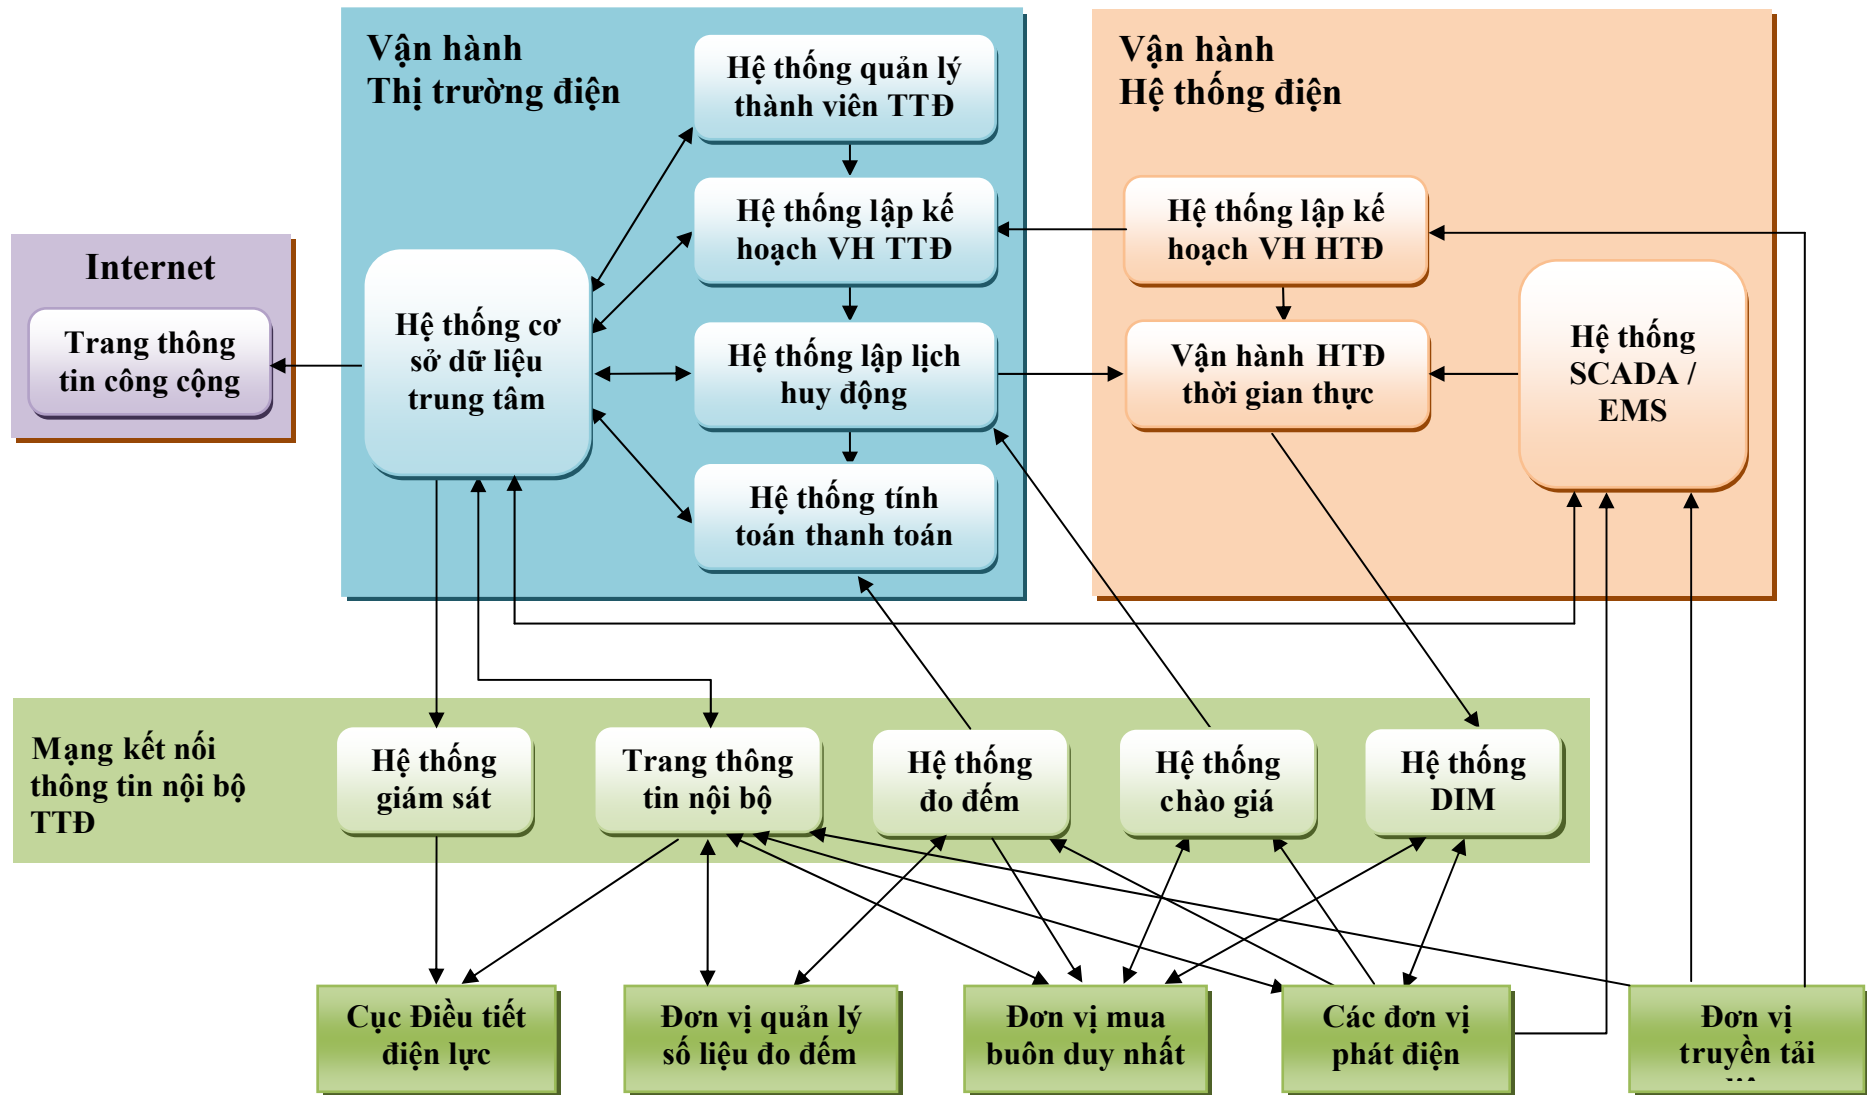 Vận hành
Thị trường điện
Hệ thống quản lý
thành viên TTĐ
Hệ thống lập kế
hoạch VH TTĐ
Hệ thống cơ
sở dữ liệu
trung tâm
Hệ thống lập lịch
huy động
Hệ thống tính
toán thanh toán
Vận hành
Hệ thống điện
Hệ thống lập kế
hoạch VH HTĐ
Vận hành HTĐ
thời gian thực
Hệ thống
SCADA /
EMS
Internet
Trang thông
tin công cộng
Mạng kết nối
thông tin nội bộ
TTĐ
Hệ thống
giám sát
Trang thông
tin nội bộ
Hệ thống
đo đếm
Hệ thống
chào giá
Hệ thống
DIM
Cục Điều tiết
điện lực
Đơn vị quản lý
số liệu đo đếm
Đơn vị mua
buôn duy nhất
Các đơn vị
phát điện
Đơn vị
truyền tải